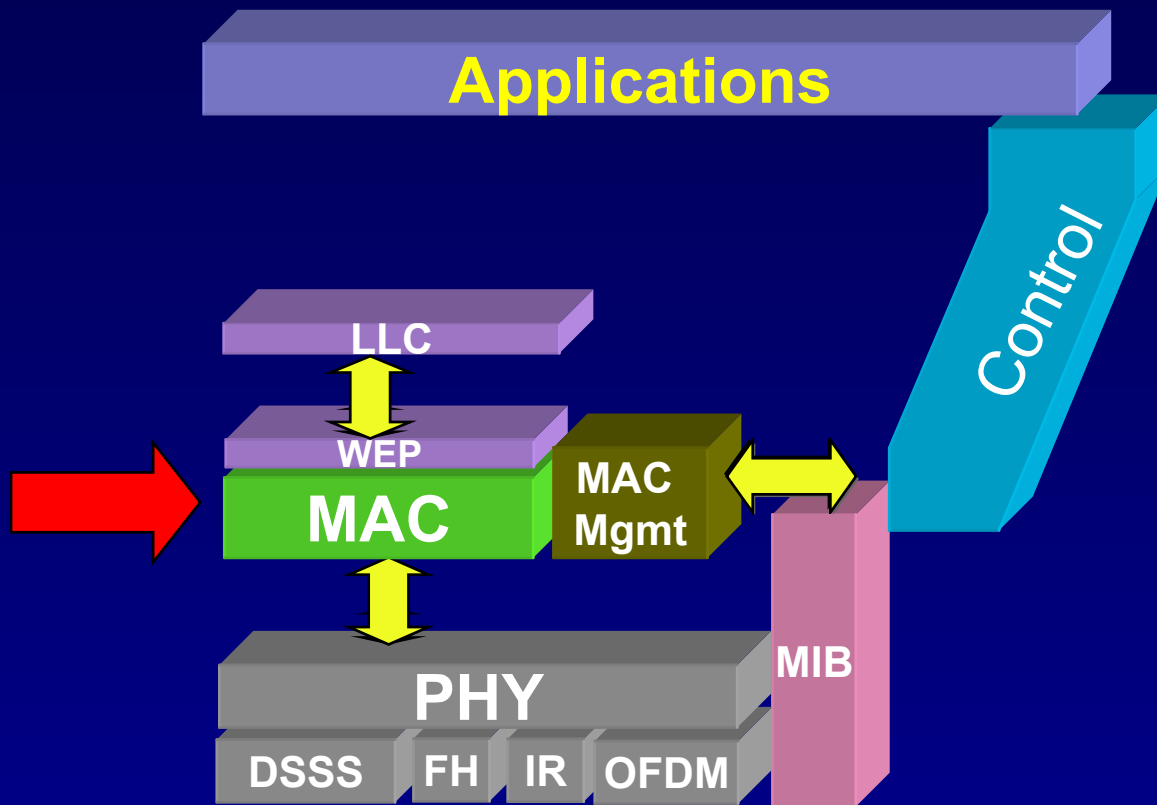 Applications
Control
LLC
WEP
MAC
MAC
Mgmt
MIB
PHY
DSSS
FH
IR
OFDM